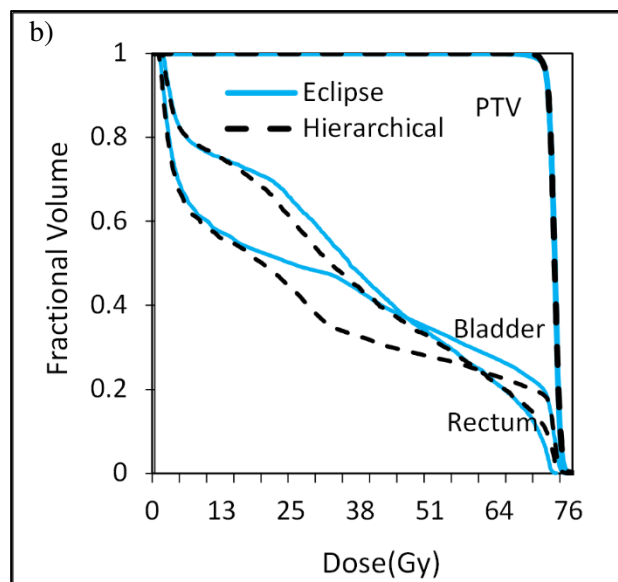 b)
1
0.8
0.6
0.4
0.2
0
Fractional Volume
Eclipse
Hierarchical
PTV
Bladder
Rectum
0 13 25 38 51 64 76
Dose(Gy)